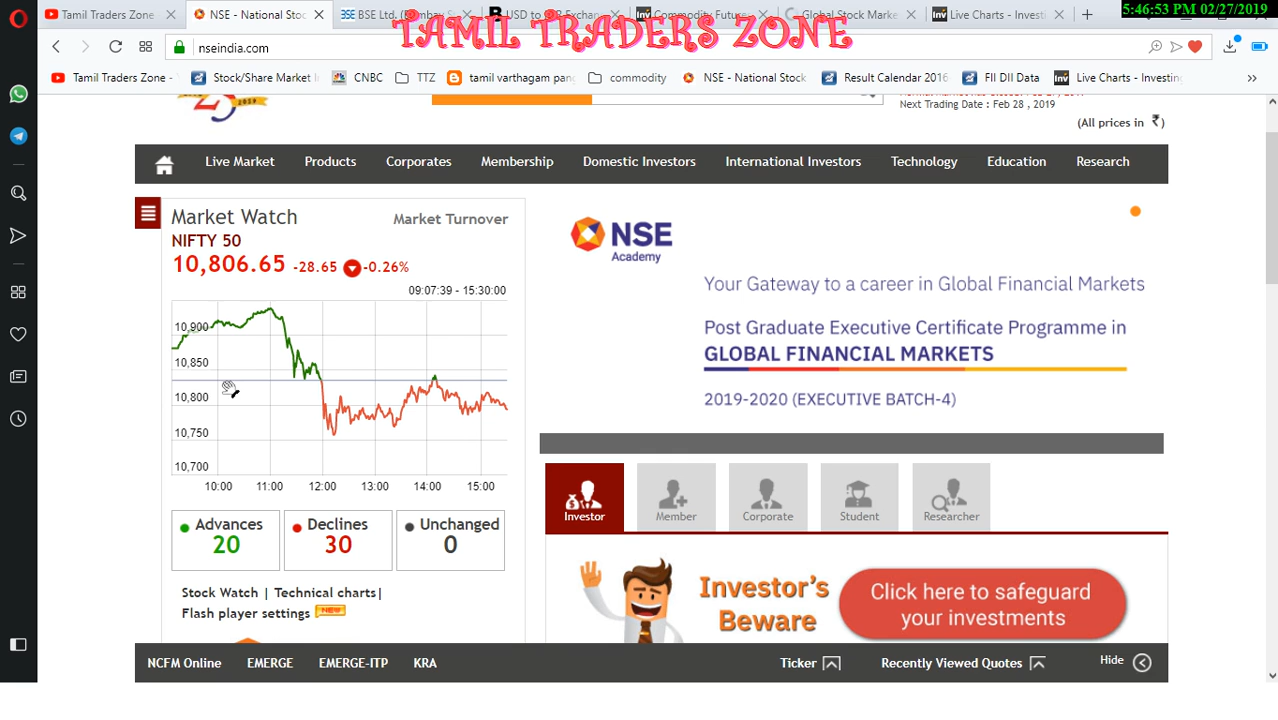 5:46:53 PM 02/27/2019
TAMIL TRADERS ZONE
Tamil Traders Zone
NSE - National Stoc
BSE Ltd.
USD to
Exchan
Commodity Future
Global Stock Marke
Live Charts - Investi
nseindia.com
Tamil Traders Zone -
Stock/Share Market
CNBC
TTZ
tamil varthagam pan
commodity
NSE - National Stock
Result Calendar 2016
FII DII Data
Live Charts - Investing
Next Trading Date : Feb 28 , 2019
(All prices in ₹)
Live Market
Products
Corporates
Membership
Domestic Investors
International Investors
Technology
Education
Research
Market Watch
Market Turnover
NIFTY 50
10,806.65 -28.65 -0.26%
09:07:39 - 15:30:00
10,900
10,850
10,800
10,750
10,700
10:00 11:00 12:00 13:00 14:00 15:00
Advances
20
Declines
30
Unchanged
0
Stock Watch | Technical charts|
Flash player settings NEW
NSE
Academy
Your Gateway to a career in Global Financial Markets
Post Graduate Executive Certificate Programme in
GLOBAL FINANCIAL MARKETS
2019-2020 (EXECUTIVE BATCH-4)
Investor
Member
Corporate
Student
Researcher
Investor's
Beware
Click here to safeguard
your investments
NCFM Online
EMERGE
EMERGE-ITP
KRA
Ticker
Recently Viewed Quotes
Hide